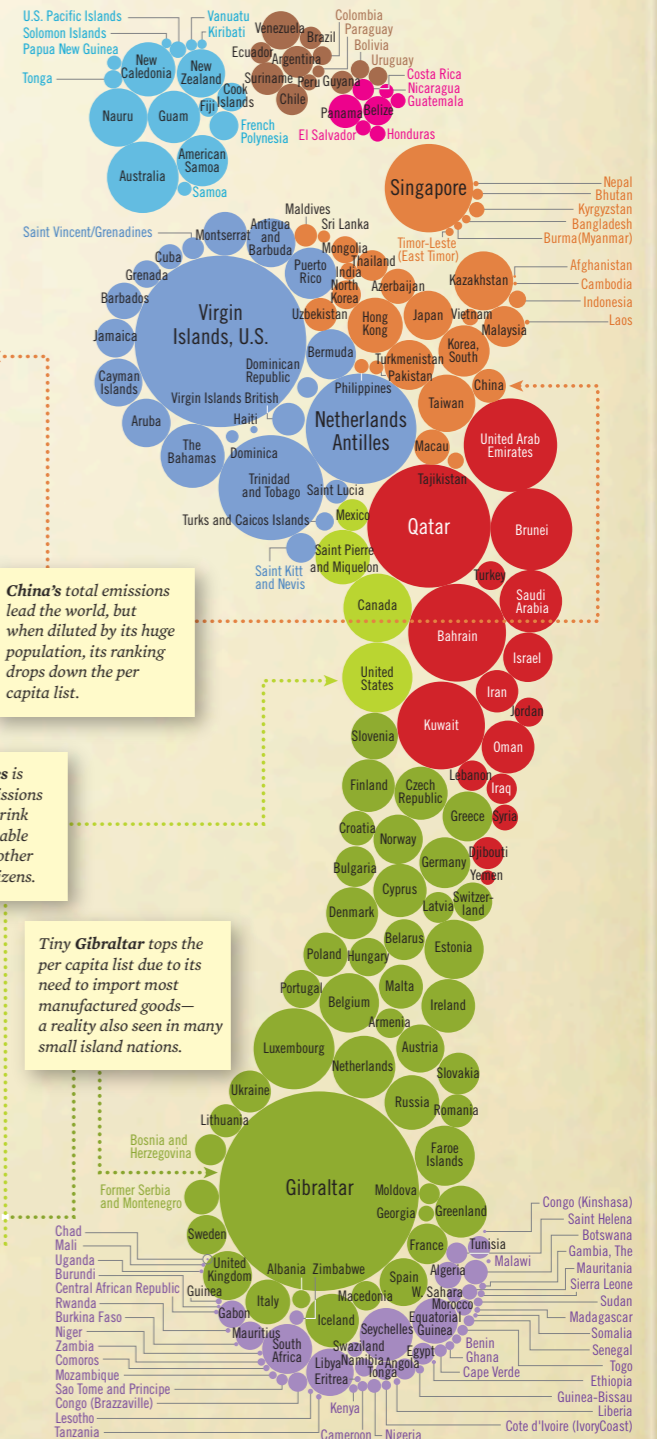 U.S. Pacific Islands
Solomon Islands
Papua New Guinea
Tonga
Vanuatu
Kiribati
New
Caledonia
New
Zealand
Cook
Islands
Fiji
Nauru
Guam
French
Polynesia
Australia
American
Samoa
Samoa
Venezuela
Brazil
Colombia
Paraguay
Bolivia
Uruguay
Ecuador
Argentina
Suriname
Peru
Guyana
Chile
Costa Rica
Nicaragua
Guatemala
Panama
Belize
El Salvador
Honduras
Singapore
Nepal
Bhutan
Kyrgyzstan
Bangladesh
Burma(Myanmar)
Timor-Leste
(East Timor)
Afghanistan
Cambodia
Indonesia
Laos
Maldives
Sri Lanka
Mongolia
Thailand
India
North
Korea
Azerbaijan
Kazakhstan
Uzbekistan
Hong
Kong
Japan
Vietnam
Malaysia
Korea,
South
Turkmenistan
Pakistan
Philippines
China
Taiwan
Macau
Tajikistan
Saint Vincent/Grenadines
Montserrat
Antigua
and
Barbuda
Cuba
Grenada
Puerto
Rico
Barbados
Virgin
Islands, U.S.
Jamaica
Bermuda
Cayman
Islands
Dominican
Republic
Virgin Islands British
Haiti
Netherlands
Antilles
Aruba
The
Bahamas
Dominica
Trinidad
and Tobago
Saint Lucia
Turks and Caicos Islands
Saint Kitt
and Nevis
Mexico
Saint Pierre
and Miquelon
Canada
United
States
United Arab
Emirates
Qatar
Brunei
Turkey
Saudi
Arabia
Bahrain
Israel
Iran
Jordan
Kuwait
Oman
Lebanon
Iraq
Syria
Djibouti
Yemen
China's total emissions
lead the world, but
when diluted by its huge
population, its ranking
drops down the per
capita list.
es is
issions
rink
able
other
izens.
Tiny Gibraltar tops the
per capita list due to its
need to import most
manufactured goods—
a reality also seen in many
small island nations.
Slovenia
Finland
Czech
Republic
Greece
Croatia
Norway
Bulgaria
Germany
Cyprus
Latvia
Switzer-
land
Denmark
Belarus
Estonia
Poland
Hungary
Portugal
Malta
Belgium
Ireland
Armenia
Luxembourg
Austria
Netherlands
Slovakia
Ukraine
Russia
Romania
Lithuania
Bosnia and
Herzegovina
Faroe
Islands
Gibraltar
Moldova
Georgia
Greenland
Former Serbia
and Montenegro
Sweden
France
United
Kingdom
Albania
Spain
Macedonia
Italy
Iceland
Chad
Mali
Uganda
Burundi
Central African Republic
Rwanda
Burkina Faso
Niger
Zambia
Comoros
Mozambique
Sao Tome and Principe
Congo (Brazzaville)
Lesotho
Tanzania
Guinea
Gabon
Mauritius
South
Africa
Zimbabwe
Libya
Eritrea
Swaziland
Namibia
Tonga
Angola
Seychelles
Egypt
Equatorial
Guinea
Morocco
W. Sahara
Algeria
Tunisia
Malawi
Kenya
Cameroon
Nigeria
Congo (Kinshasa)
Saint Helena
Botswana
Gambia, The
Mauritania
Sierra Leone
Sudan
Madagascar
Somalia
Senegal
Togo
Ethiopia
Guinea-Bissau
Liberia
Cote d'Ivoire (IvoryCoast)
Benin
Ghana
Cape Verde